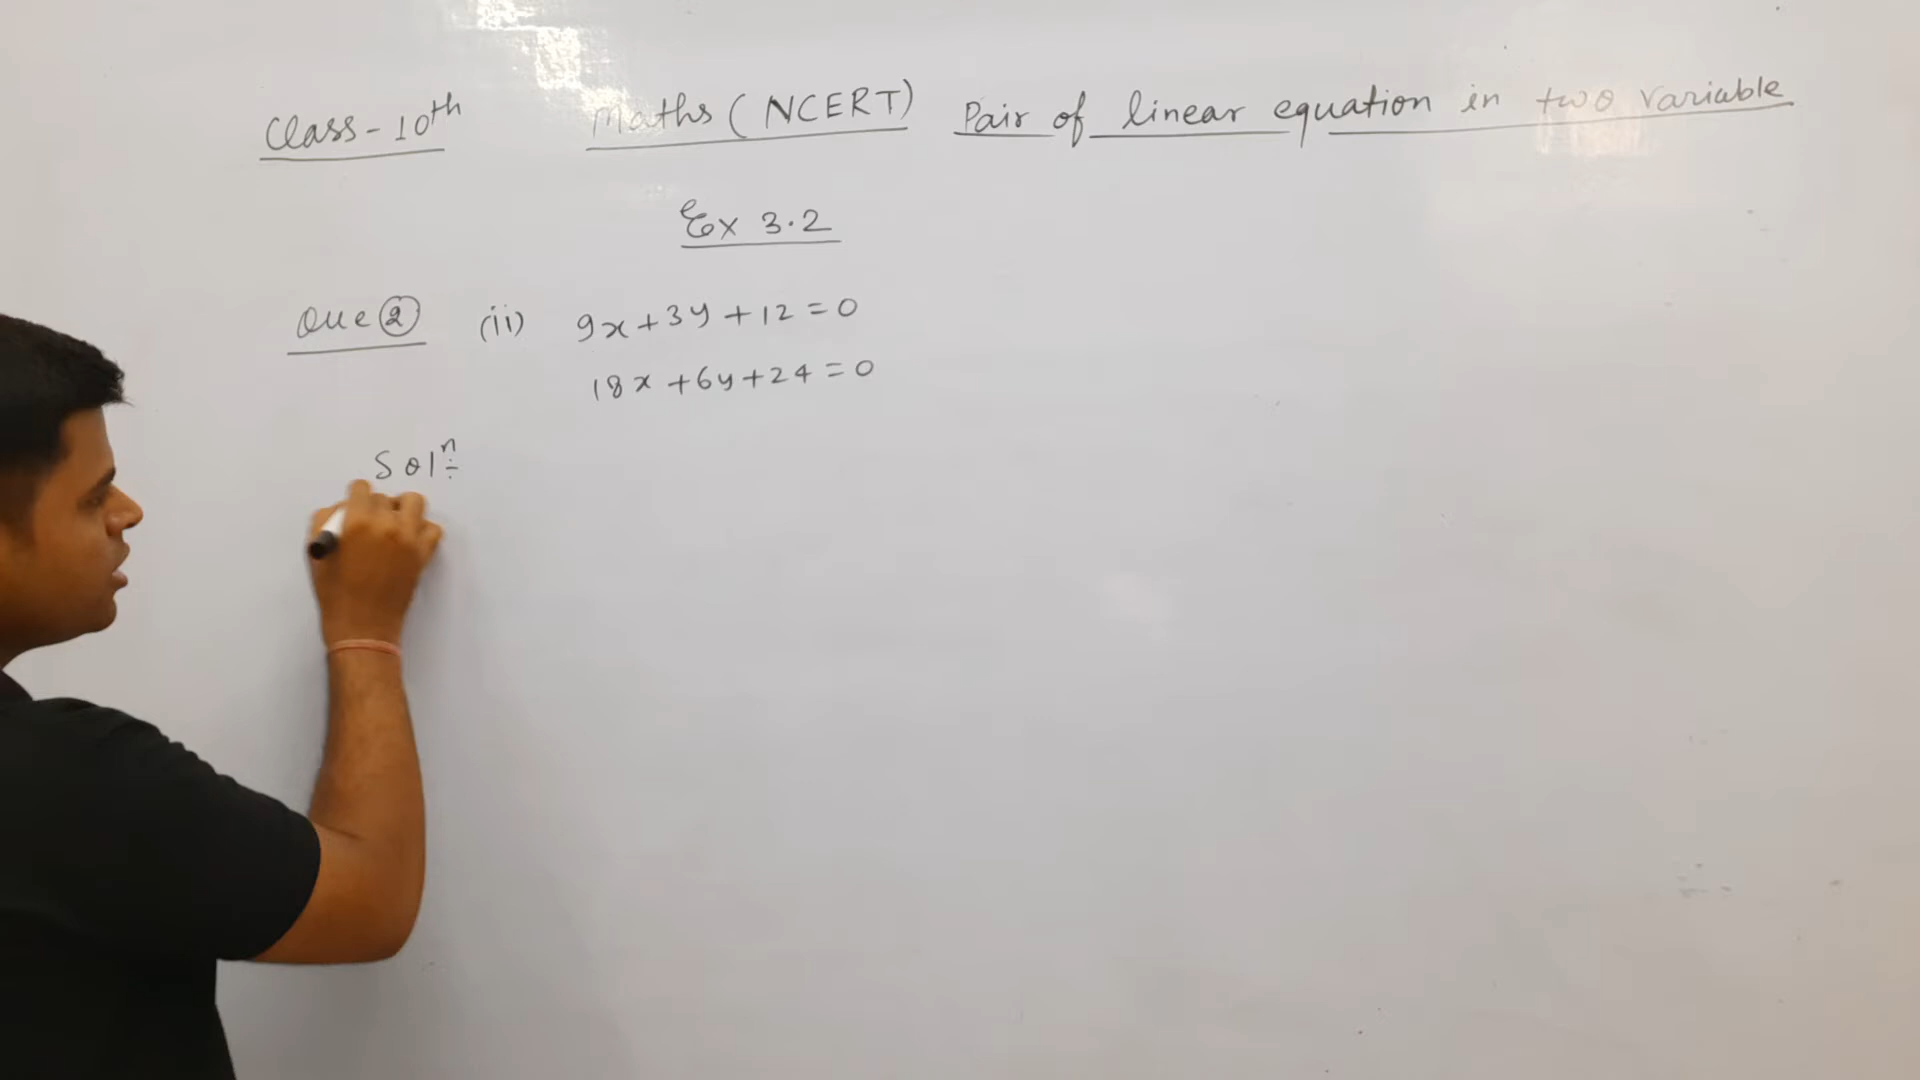 Class-10th Maths (NCERT) Pair of linear equation in two variable
Ex 3.2
Que ② (ii) 9x+3y+12=0
18x+6y+24=0
Solⁿ÷